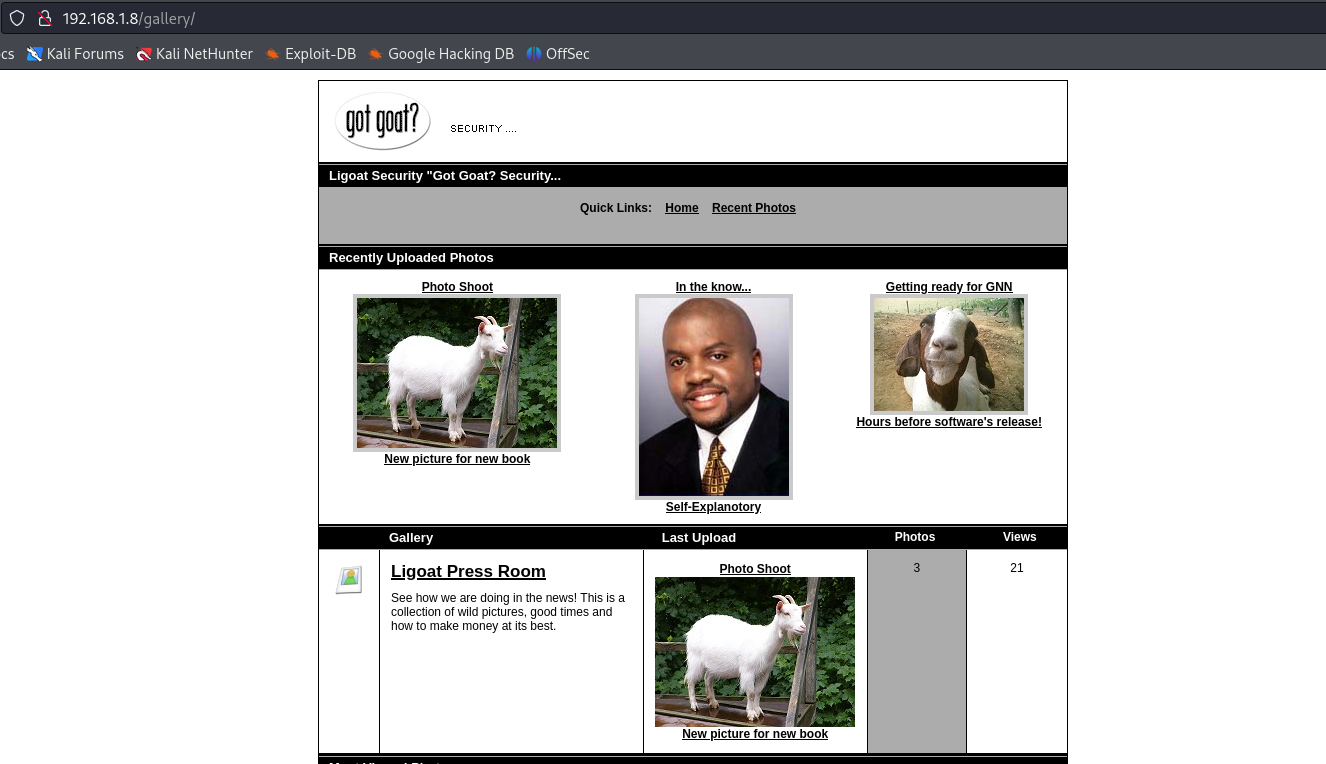 192.168.1.8/gallery/
cs Kali Forums Kali NetHunter Exploit-DB Google Hacking DB OffSec
got goat? SECURITY ....
Ligoat Security "Got Goat? Security...
Quick Links: Home Recent Photos
Recently Uploaded Photos
Photo Shoot In the know... Getting ready for GNN
Hours before software's release!
New picture for new book
Self-Explanotory
Gallery Last Upload Photos Views
Ligoat Press Room
Photo Shoot
3
21
See how we are doing in the news! This is a
collection of wild pictures, good times and
how to make money at its best.
New picture for new book